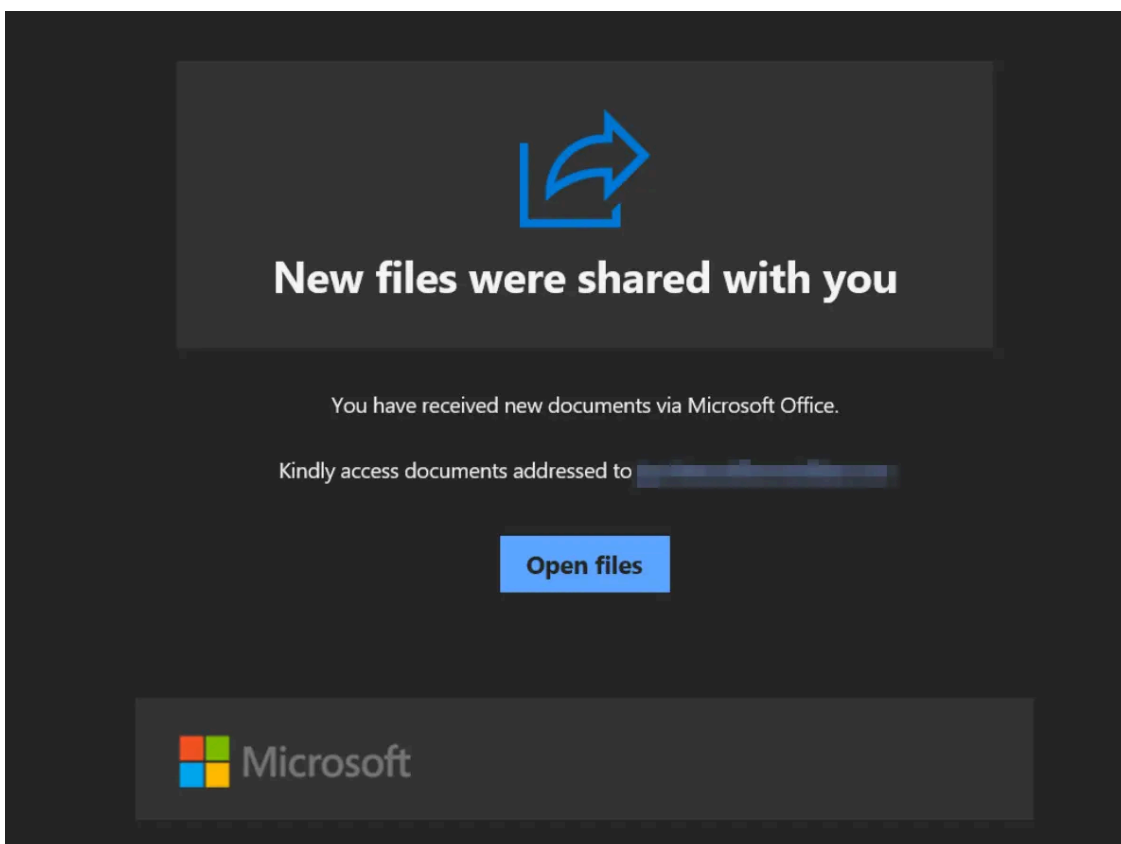 New files were shared with you
You have received new documents via Microsoft Office.
Kindly access documents addressed to
Open files
Microsoft